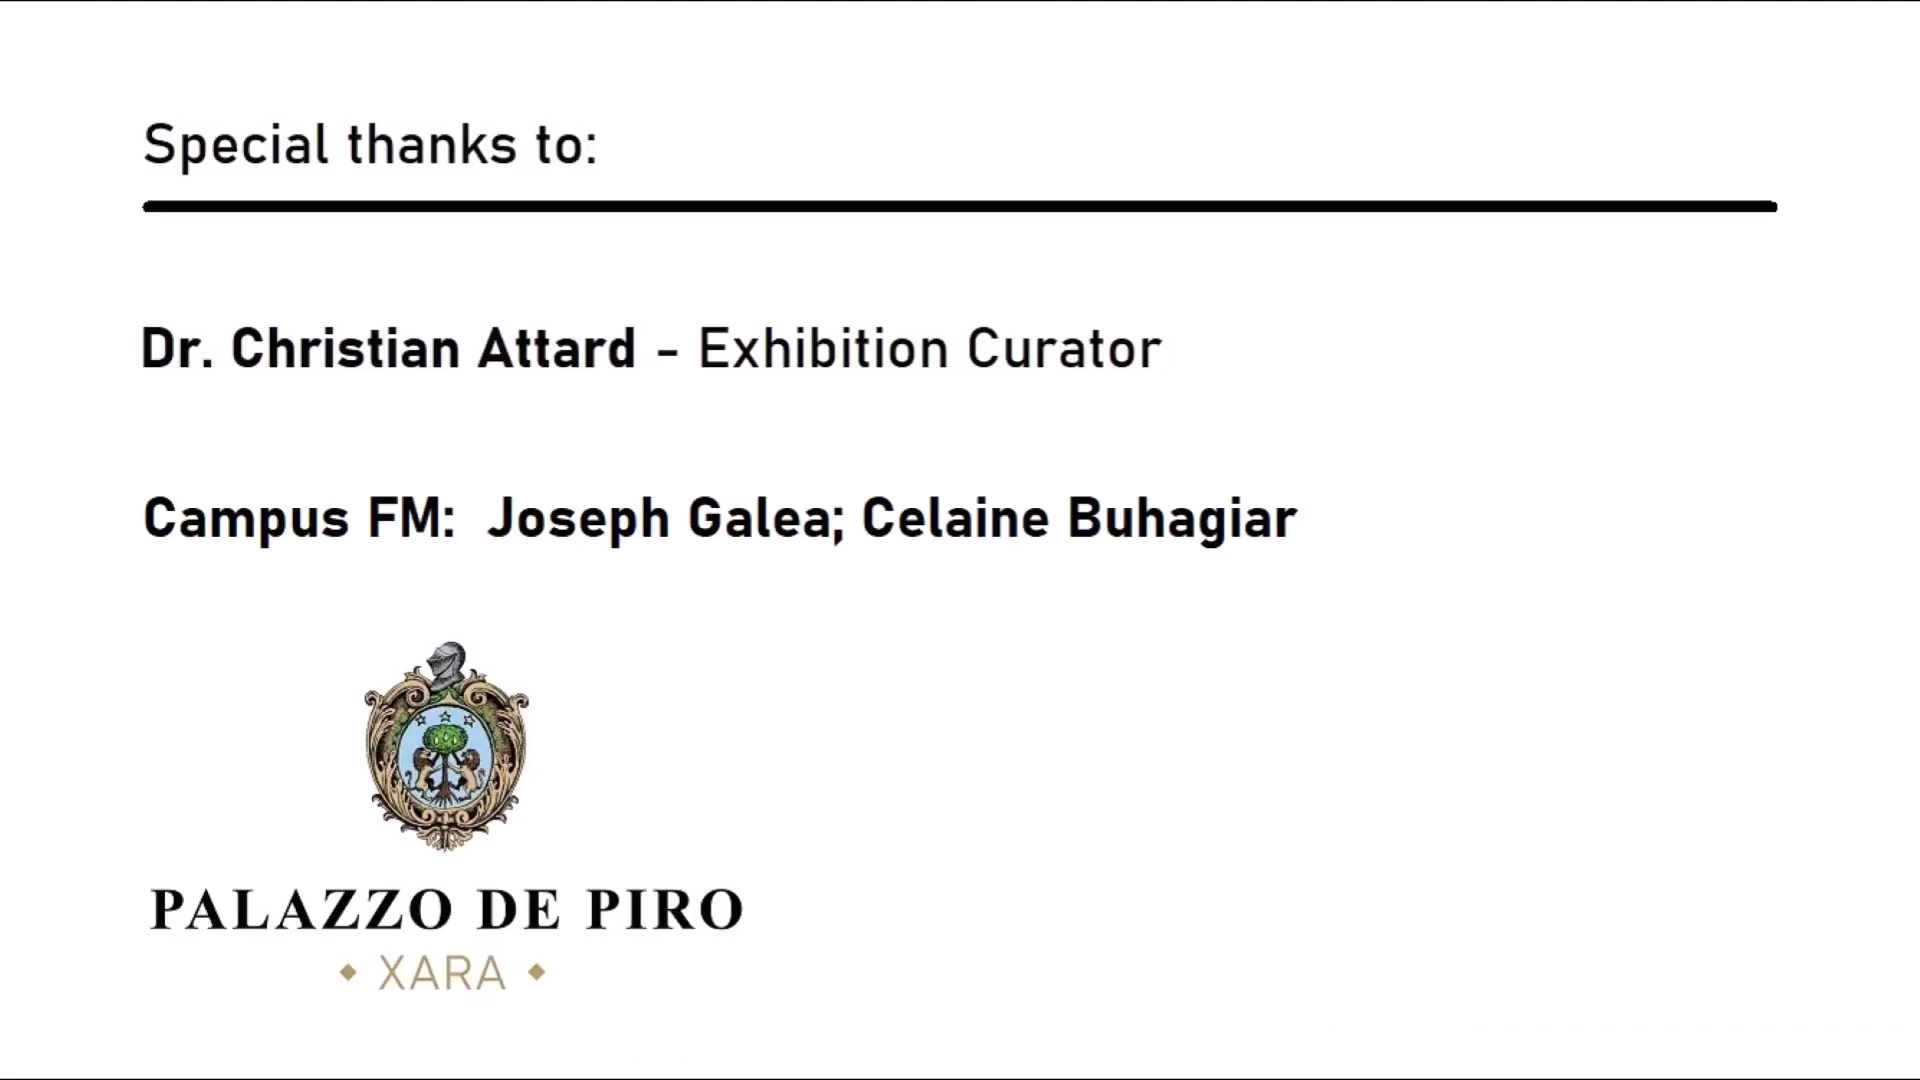 Special thanks to:
Dr. Christian Attard - Exhibition Curator
Campus FM: Joseph Galea; Celaine Buhagiar
PALAZZO DE PIRO
XARA